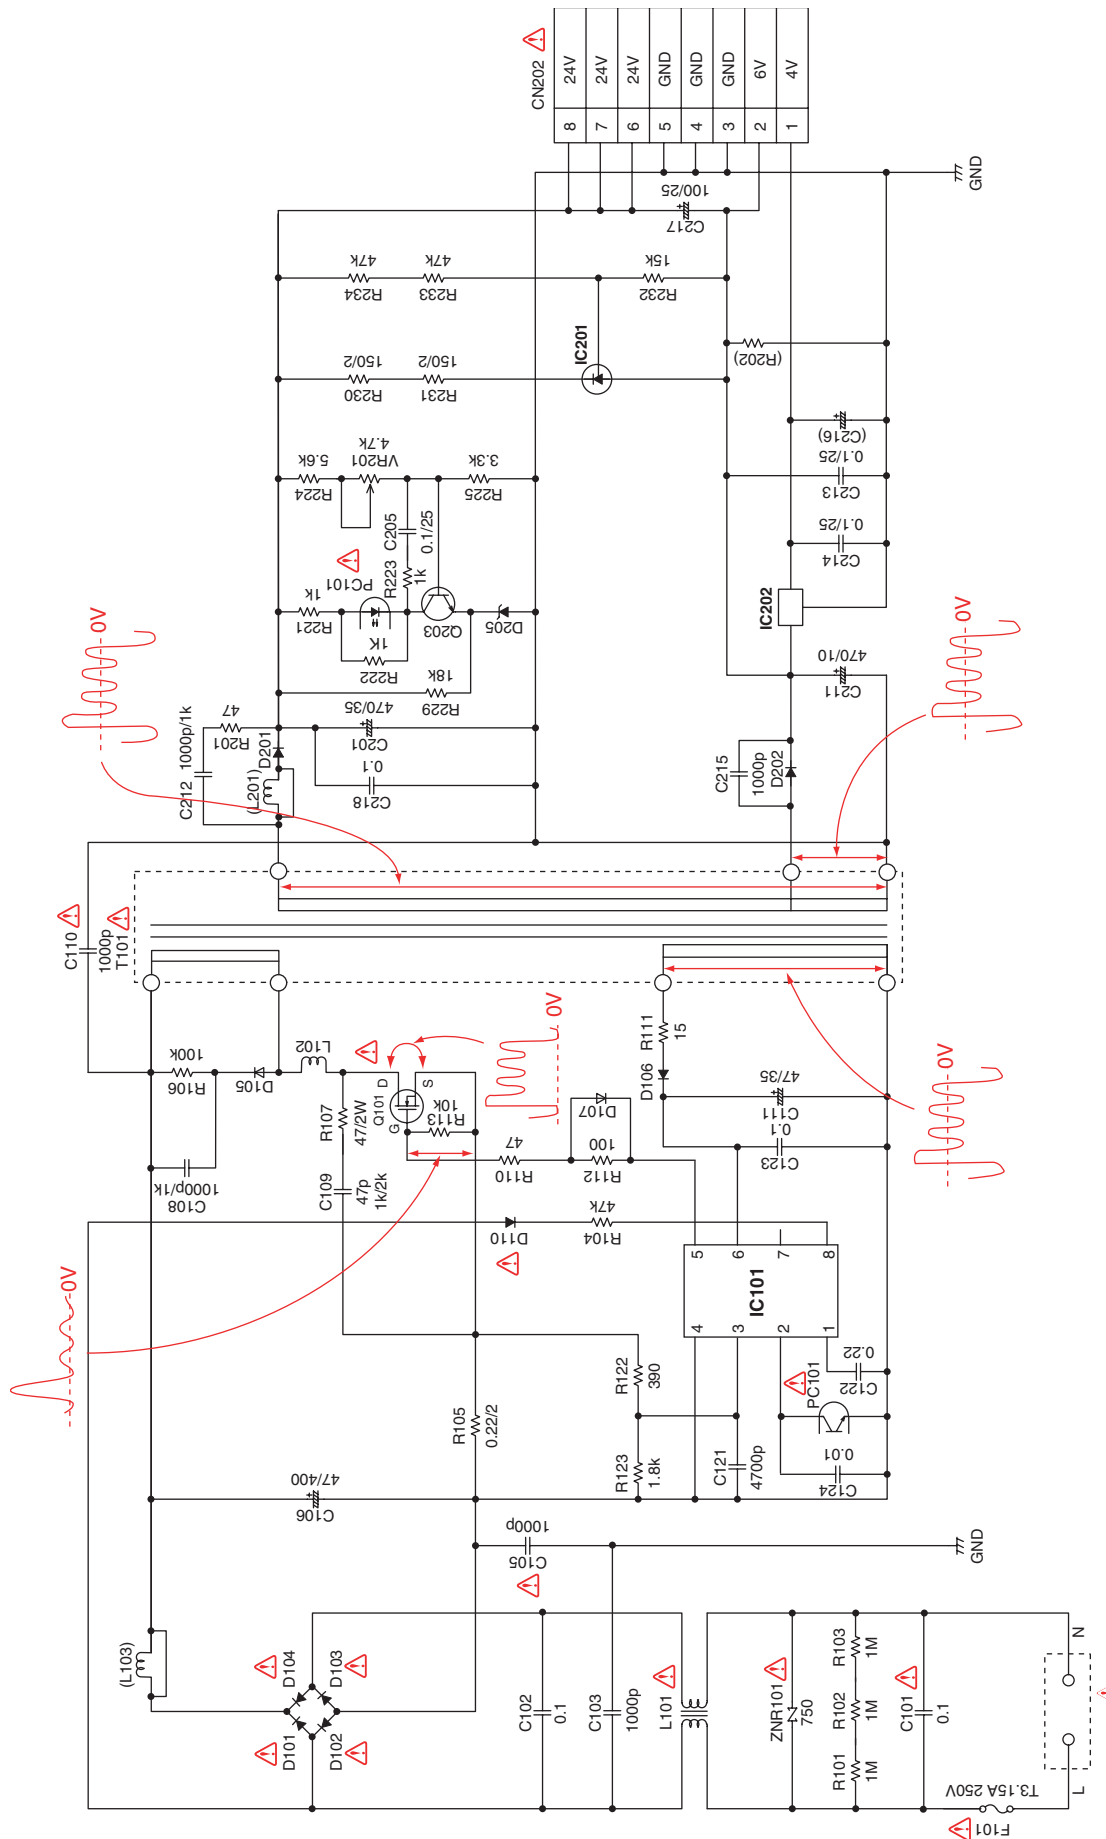 CN202
8 24V
7 24V
6 24V
5 GND
4 GND
3 GND
2 6V
1 4V
GND
100/25
C217
47k
R234
47k
R233
15k
R232
IC201
150/2
R230
150/2
R231
(R202)
5.6k
R224
4.7k
VR201
3.3k
R225
C205
0.1/25
R223
1k
PC101
1k
R221
1K
R222
Q203
D205
18k
R229
(C216)
0.1/25
C213
0.1/25
C214
IC202
470/10
C211
0V
0V
47
R201
C212 1000p/1k
D201
(L201)
470/35
C201
0.1
C218
C215
1000p
D202
C110
1000p
T101
100k
R106
D105
L102
1000p/1k
C108
R107
47/2W
C109
47p
1k/2k
Q101
D
S
G
10k
R113
0V
R111
15
D106
47/35
C111
0.1
C123
0V
D107
100
R112
47
R110
47k
R104
D110
0V
IC101
5
6
7
8
4
3
2
1
R122
390
R105
0.22/2
R123
1.8k
C121
4700p
PC101
0.22
C122
0.01
C124
47/400
C106
1000p
C105
GND
(L103)
D104
D103
D101
D102
C102
0.1
C103
1000p
L101
ZNR101
750
R103
1M
R102
1M
R101
1M
C101
0.1
N
L
T3.15A 250V
F101